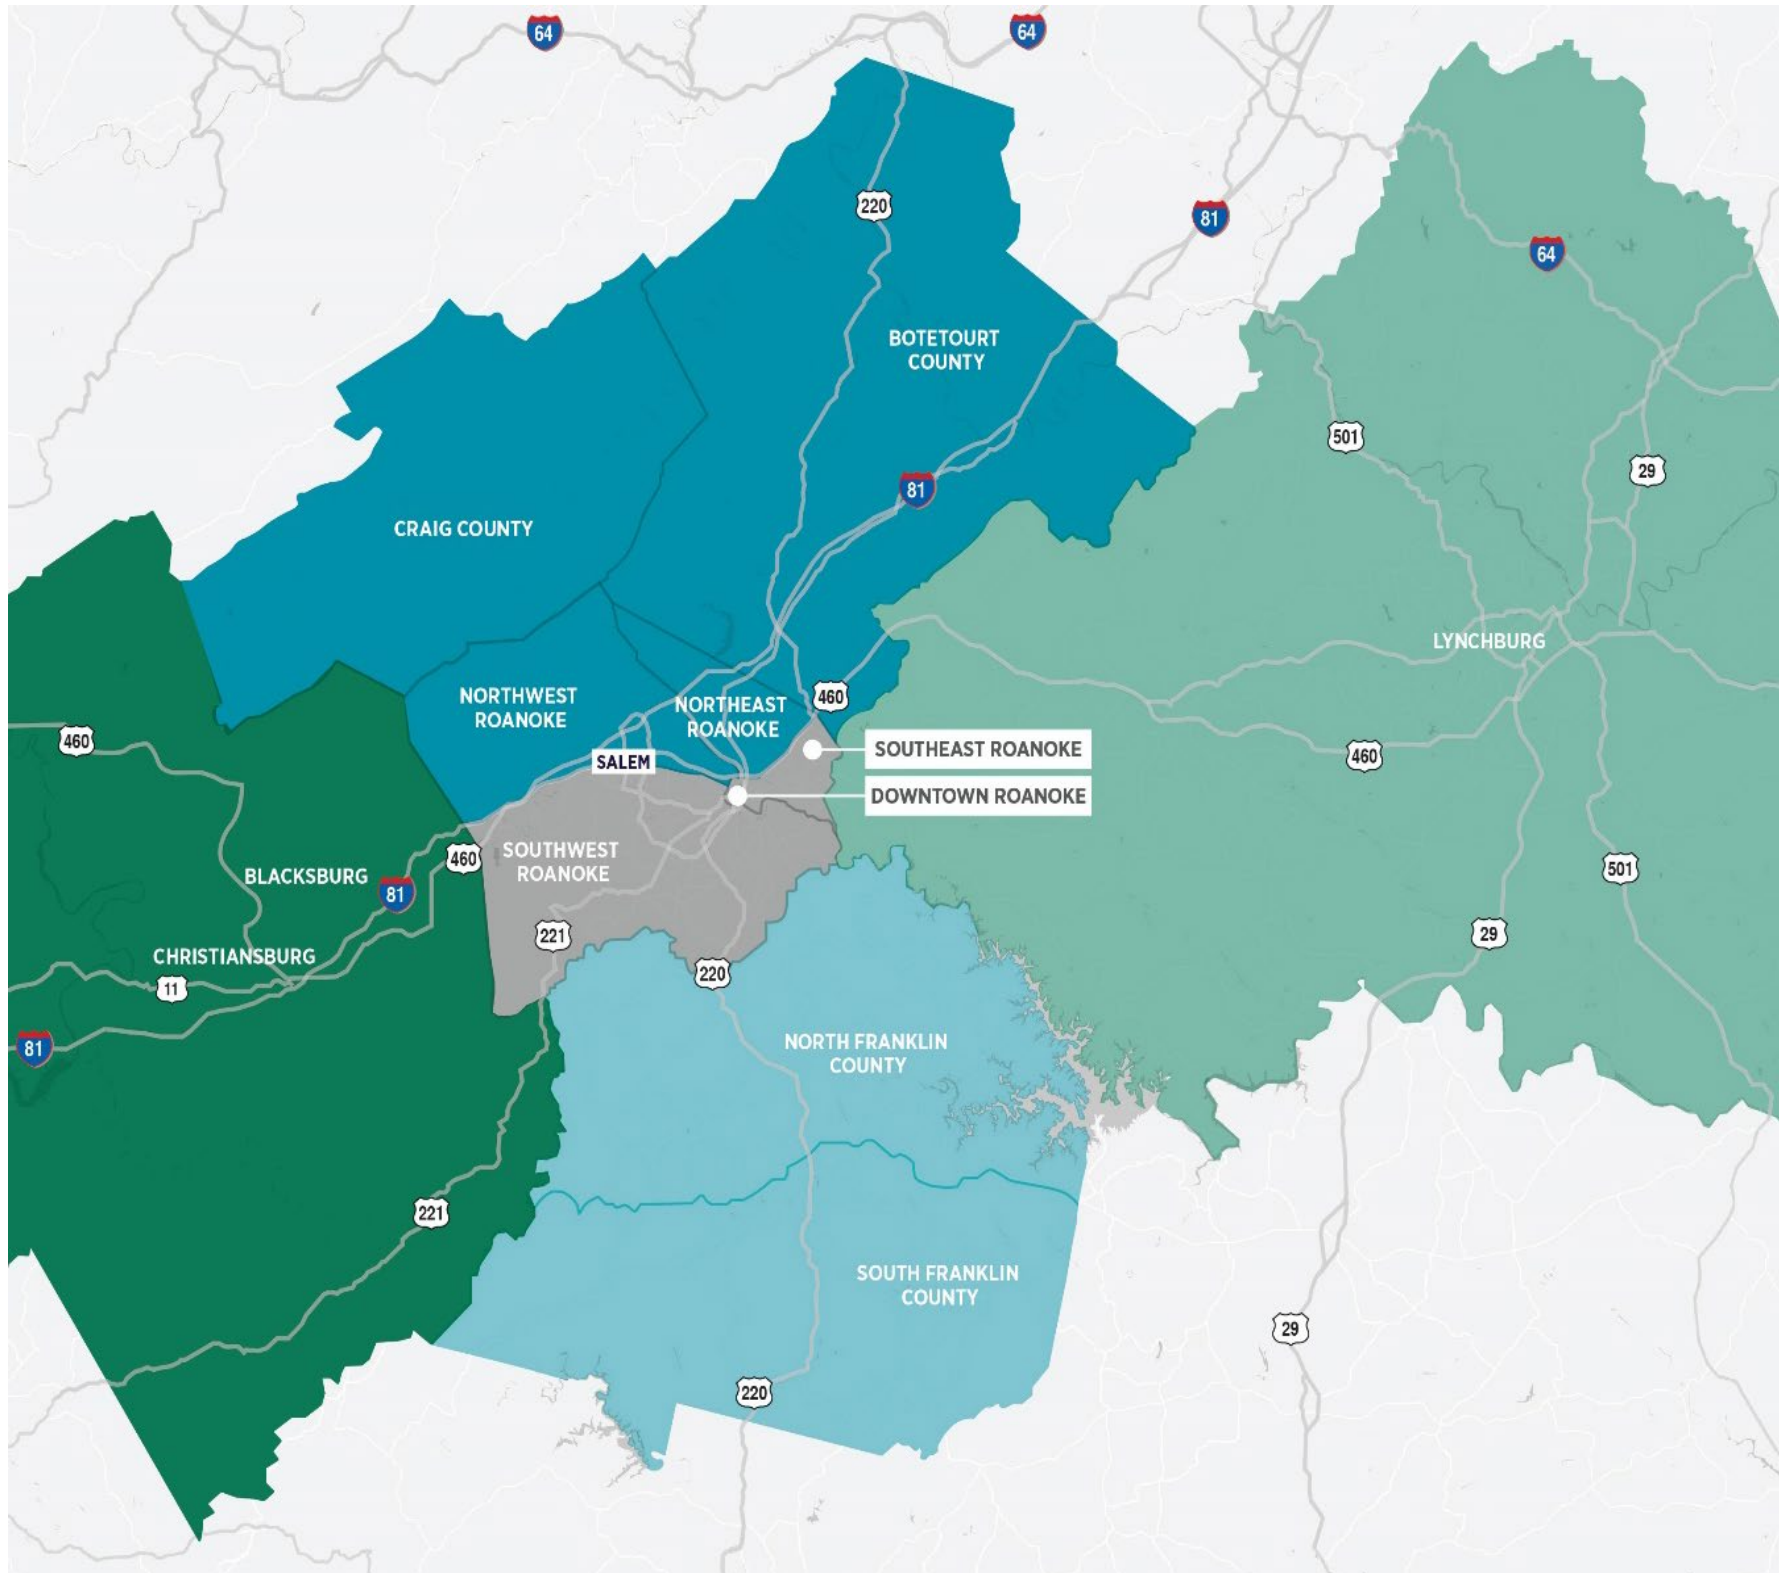 64
64
220
81
64
BOTETOURT
COUNTY
501
29
81
CRAIG COUNTY
LYNCHBURG
NORTHWEST
ROANOKE
NORTHEAST
ROANOKE
460
460
SOUTHEAST ROANOKE
460
SALEM
DOWNTOWN ROANOKE
SOUTHWEST
ROANOKE
460
BLACKSBURG
81
501
221
29
CHRISTIANSBURG
220
11
81
NORTH FRANKLIN
COUNTY
221
SOUTH FRANKLIN
COUNTY
29
220